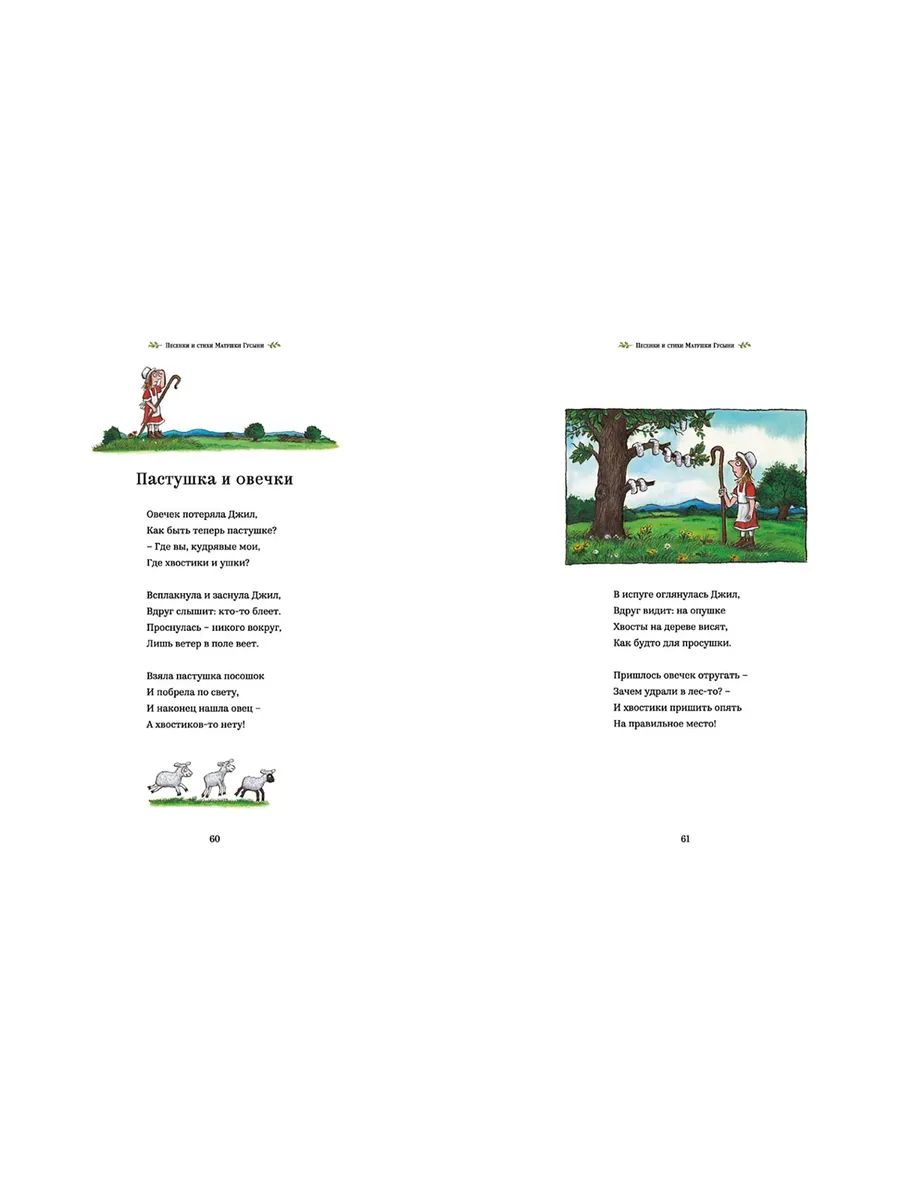 Песенки и стихи Матушки Гусыни
Пастушка и овечки
Овечек потеряла Джил,
Как быть теперь пастушке?
– Где вы, кудрявые мои,
Где хвостики и ушки?
Всплакнула и заснула Джил,
Вдруг слышит: кто-то блеет.
Проснулась – никого вокруг,
Лишь ветер в поле веет.
Взяла пастушка посошок
И побрела по свету,
И наконец нашла овец –
А хвостиков-то нету!
60
Песенки и стихи Матушки Гусыни
В испуге оглянулась Джил,
Вдруг видит: на опушке
Хвосты на дереве висят,
Как будто для просушки.
Пришлось овечек отругать –
Зачем удрали в лес-то? –
И хвостики пришить опять
На правильное место!
61